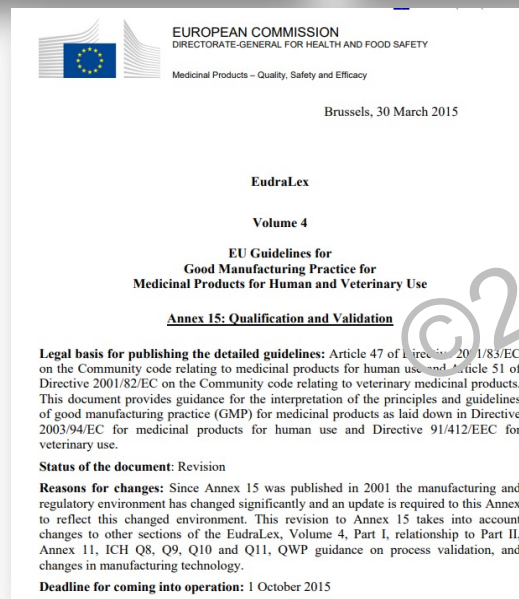 EUROPEAN COMMISSION
DIRECTORATE-GENERAL FOR HEALTH AND FOOD SAFETY
Medicinal Products – Quality, Safety and Efficacy
Brussels, 30 March 2015
EudraLex
Volume 4
EU Guidelines for
Good Manufacturing Practice for
Medicinal Products for Human and Veterinary Use
Annex 15: Qualification and Validation
Legal basis for publishing the detailed guidelines: Article 47 of Directive 2001/83/EC
on the Community code relating to medicinal products for human use and Article 51 of
Directive 2001/82/EC on the Community code relating to veterinary medicinal products.
This document provides guidance for the interpretation of the principles and guidelines
of good manufacturing practice (GMP) for medicinal products as laid down in Directive
2003/94/EC for medicinal products for human use and Directive 91/412/EEC for
veterinary use.
Status of the document: Revision
Reasons for changes: Since Annex 15 was published in 2001 the manufacturing and
regulatory environment has changed significantly and an update is required to this Annex
to reflect this changed environment. This revision to Annex 15 takes into account
changes to other sections of the EudraLex, Volume 4, Part I, relationship to Part II,
Annex 11, ICH Q8, Q9, Q10 and Q11, QWP guidance on process validation, and
changes in manufacturing technology.
Deadline for coming into operation: 1 October 2015
©2